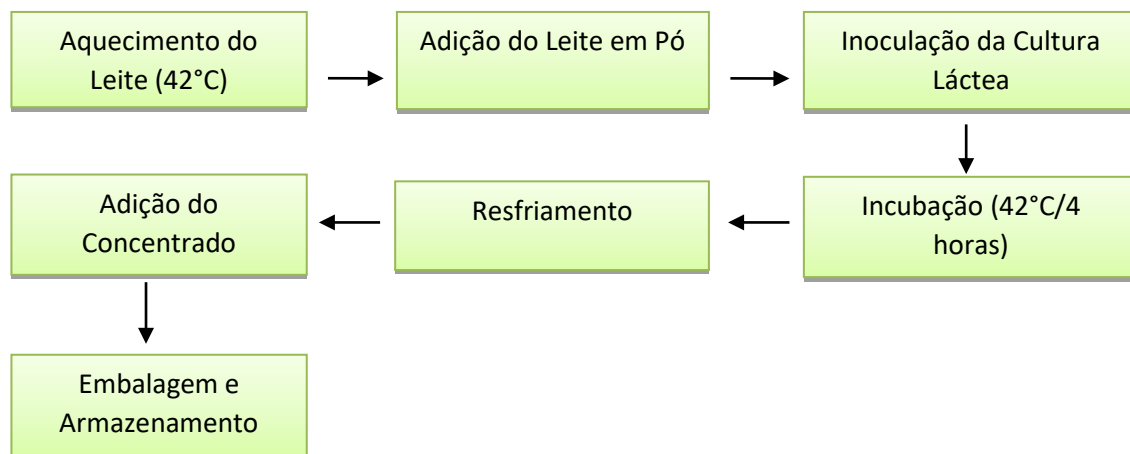 Aquecimento do
Leite (42°C)
Adição do Leite em Pó
Inoculação da Cultura
Láctea
Incubação (42°C/4
horas)
Resfriamento
Adição do
Concentrado
Embalagem e
Armazenamento